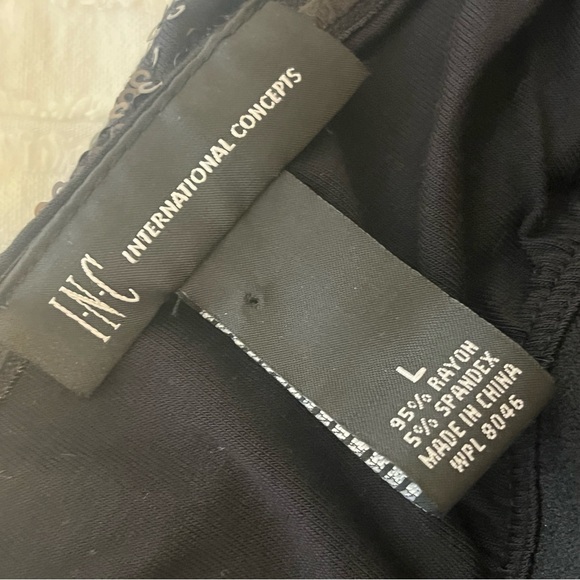 I·N·C INTERNATIONAL CONCEPTS
L
95% RAYON
5% SPANDEX
MADE IN CHINA
WPL 8046